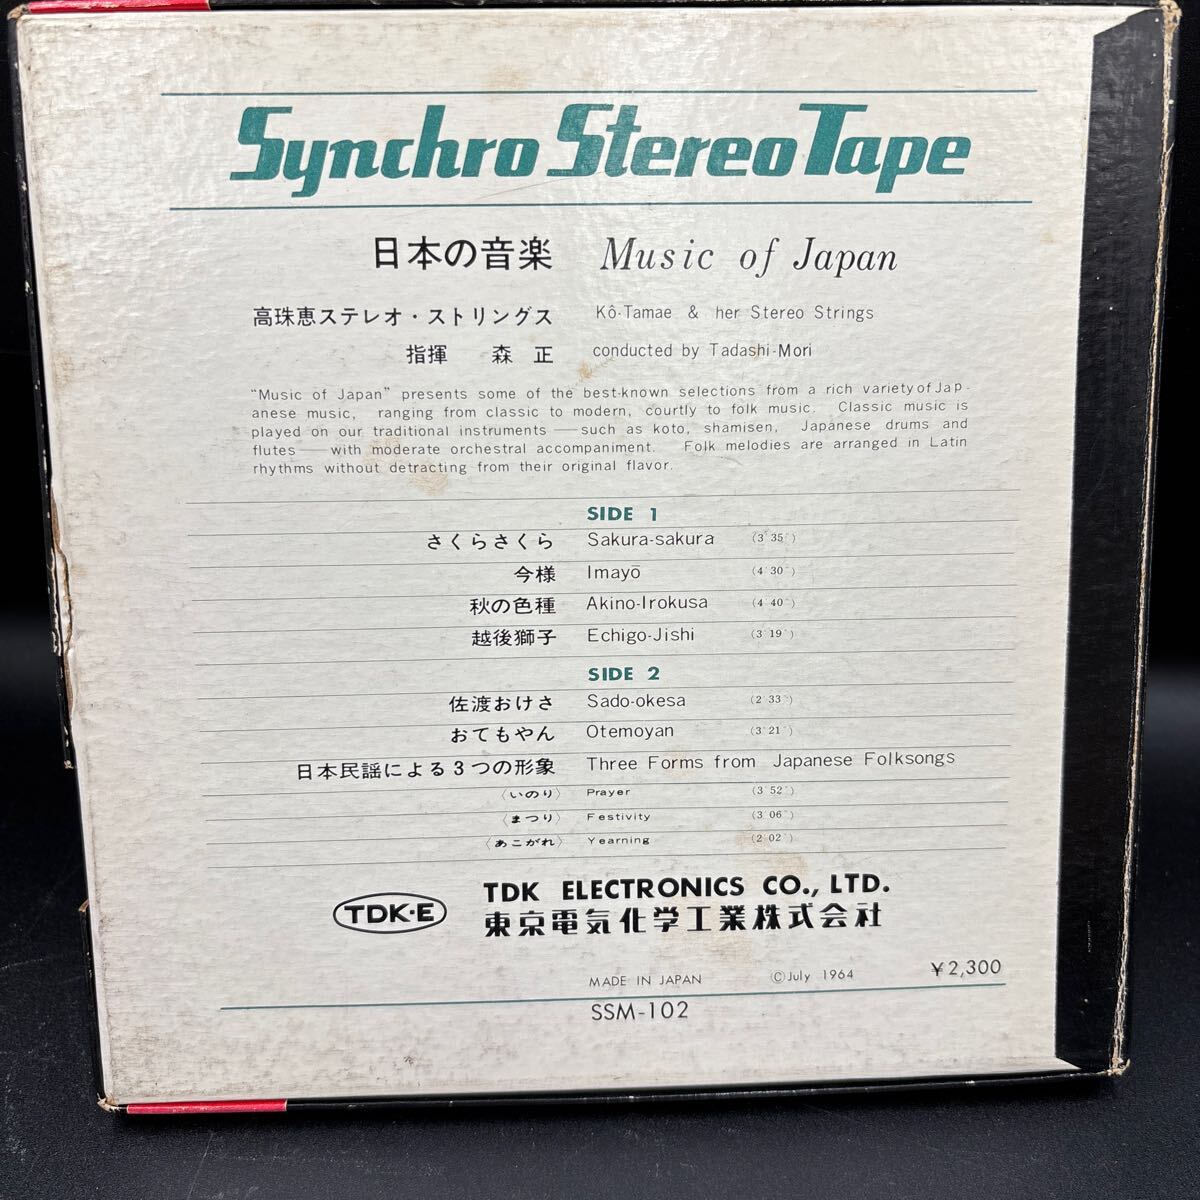 Synchro Stereo Tape
日本の音楽 Music of Japan
高珠恵ステレオ・ストリングス Kô-Tamae & her Stereo Strings
指揮 森 正 conducted by Tadashi-Mori
"Music of Japan" presents some of the best-known selections from a rich variety of Jap-
anese music, ranging from classic to modern, courtly to folk music. Classic music is
played on our traditional instruments — such as koto, shamisen, Japanese drums and
flutes — with moderate orchestral accompaniment. Folk melodies are arranged in Latin
rhythms without detracting from their original flavor.
SIDE 1
さくらさくら Sakura-sakura (3′35″)
今様 Imayō (4′30″)
秋の色種 Akino-Irokusa (4′40″)
越後獅子 Echigo-Jishi (3′19″)
SIDE 2
佐渡おけさ Sado-okesa (2′33″)
おてもやん Otemoyan (3′21″)
日本民謡による3つの形象 Three Forms from Japanese Folksongs
〈いのり〉 Prayer (3′52″)
〈まつり〉 Festivity (3′06″)
〈あこがれ〉 Yearning (2′02″)
TDK·E TDK ELECTRONICS CO., LTD.
東京電気化学工業株式会社
MADE IN JAPAN ©July 1964 ¥2,300
SSM-102